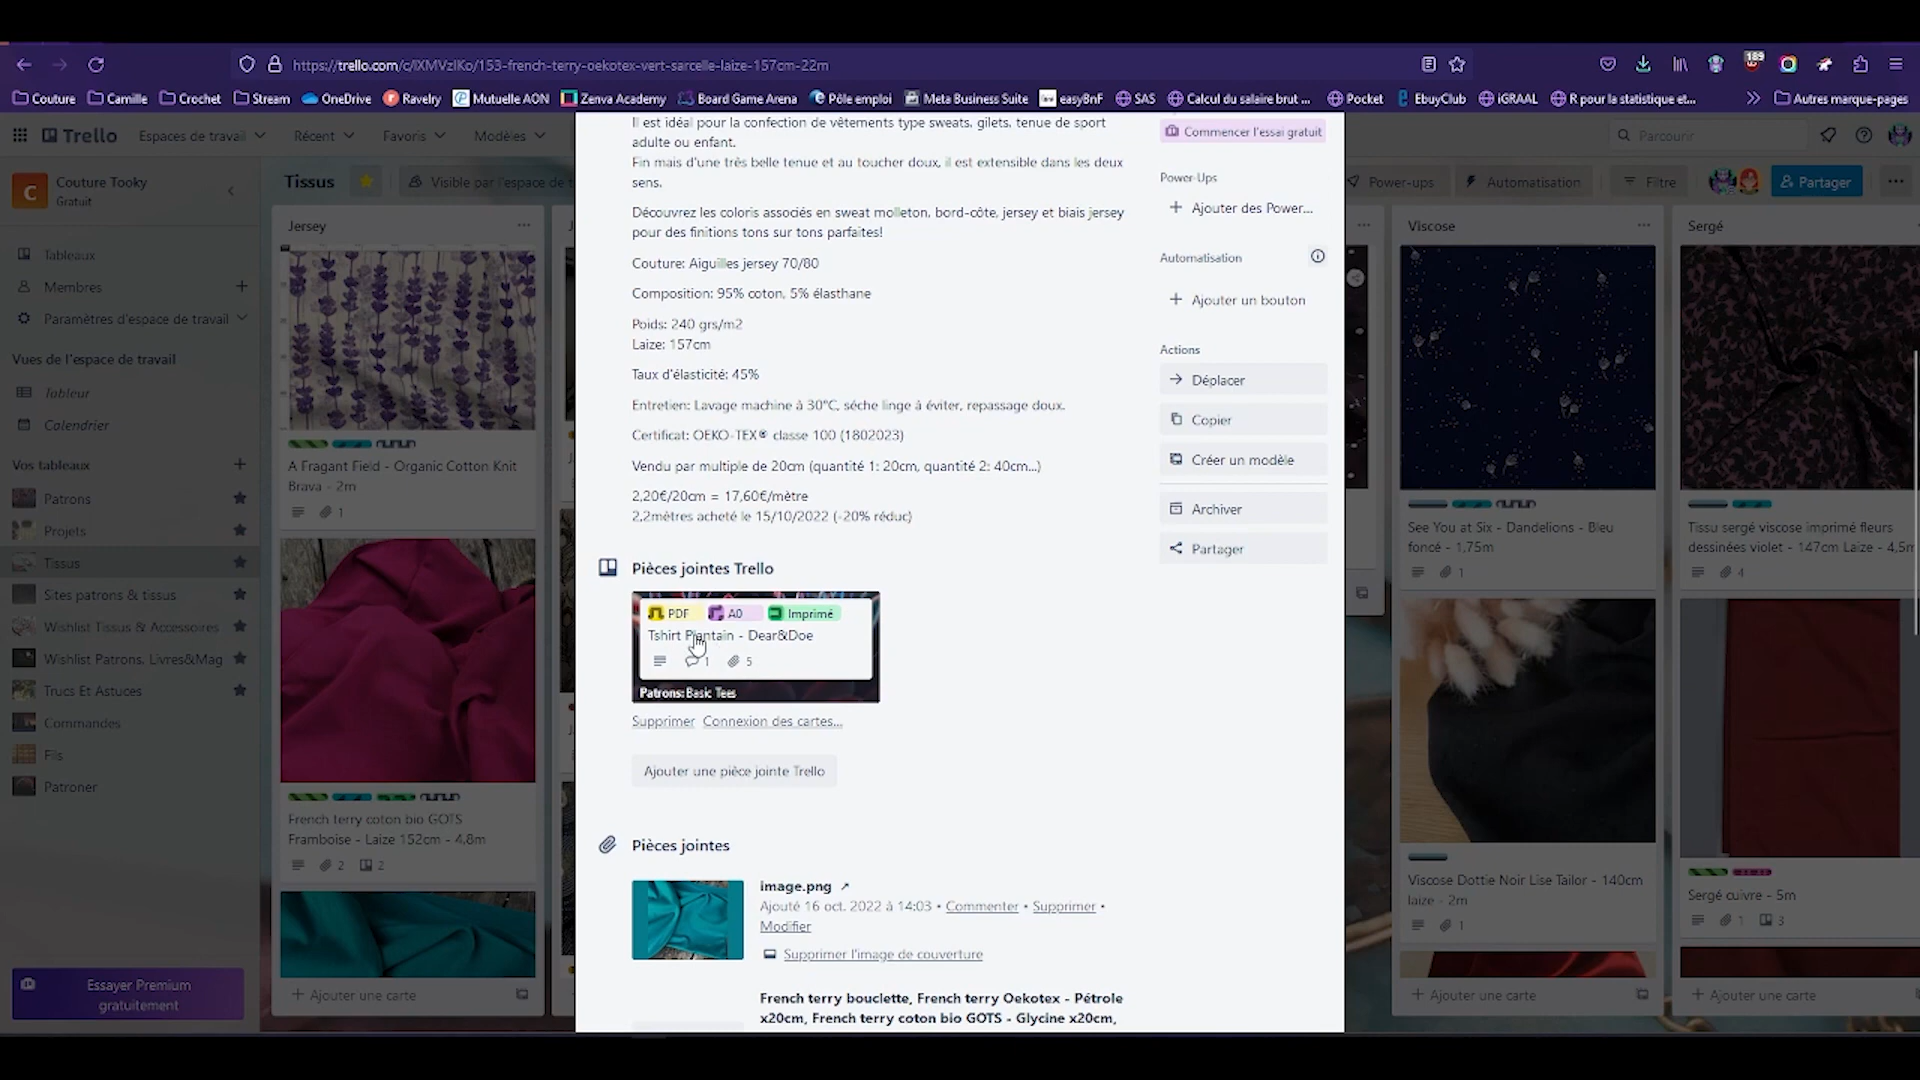 https://trello.com/c/lXMVzIKo/153-french-terry-oekotex-vert-sarcelle-laize-157cm-22m
189
Couture
Camille
Crochet
Stream
OneDrive
Ravelry
Mutuelle AON
Zenva Academy
Board Game Arena
Pôle emploi
Meta Business Suite
easyBnF
SAS
Calcul du salaire brut ...
Pocket
EbuyClub
iGRAAL
R pour la statistique et...
Autres marque-pages
Trello
Espaces de travail
Récent
Favoris
Modèles
Parcourir
C
Couture Tooky
Gratuit
Tissus
Visible par l'espace de t
Power-ups
Automatisation
Filtre
Partager
Tableaux
Membres
Paramètres d'espace de travail
Vues de l'espace de travail
Tableur
Calendrier
Vos tableaux
Patrons
Projets
Tissus
Sites patrons & tissus
Wishlist Tissus & Accessoires
Wishlist Patrons, Livres&Mag
Trucs Et Astuces
Commandes
Fils
Patroner
Essayer Premium
gratuitement
Jersey
A Fragant Field - Organic Cotton Knit
Brava - 2m
1
French terry coton bio GOTS
Framboise - Laize 152cm - 4,8m
2
2
Ajouter une carte
Il est idéal pour la confection de vêtements type sweats, gilets, tenue de sport
adulte ou enfant.
Fin mais d'une très belle tenue et au toucher doux, il est extensible dans les deux
sens.
Découvrez les coloris associés en sweat molleton, bord-côte, jersey et biais jersey
pour des finitions tons sur tons parfaites!
Couture: Aiguilles jersey 70/80
Composition: 95% coton, 5% élasthane
Poids: 240 grs/m2
Laize: 157cm
Taux d'élasticité: 45%
Entretien: Lavage machine à 30°C, séche linge à éviter, repassage doux.
Certificat: OEKO-TEX® classe 100 (1802023)
Vendu par multiple de 20cm (quantité 1: 20cm, quantité 2: 40cm...)
2,20€/20cm = 17,60€/mètre
2,2mètres acheté le 15/10/2022 (-20% réduc)
Pièces jointes Trello
PDF
A0
Imprimé
Tshirt Plantain - Dear&Doe
1
5
Patrons: Basic Tees
Supprimer
Connexion des cartes...
Ajouter une pièce jointe Trello
Pièces jointes
image.png
Ajouté 16 oct. 2022 à 14:03 • Commenter • Supprimer •
Modifier
Supprimer l'image de couverture
French terry bouclette, French terry Oekotex - Pétrole
x20cm, French terry coton bio GOTS - Glycine x20cm,
Commencer l'essai gratuit
Power-Ups
Ajouter des Power...
Automatisation
Ajouter un bouton
Actions
Déplacer
Copier
Créer un modèle
Archiver
Partager
Viscose
See You at Six - Dandelions - Bleu
foncé - 1,75m
1
Viscose Dottie Noir Lise Tailor - 140cm
laize - 2m
1
Ajouter une carte
Sergé
Tissu sergé viscose imprimé fleurs
dessinées violet - 147cm Laize - 4,5m
4
Sergé cuivre - 5m
1
3
Ajouter une carte